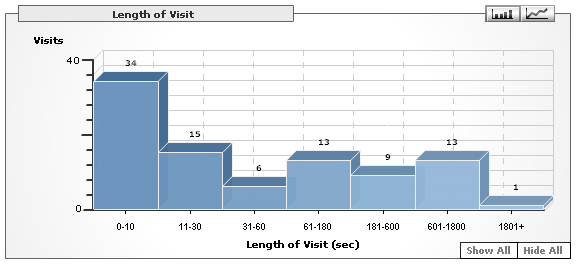 Length of Visit
Visits
40
34
15
6
13
9
13
1
0
0-10 11-30 31-60 61-180 181-600 601-1800 1801+
Length of Visit (sec)
Show All Hide All